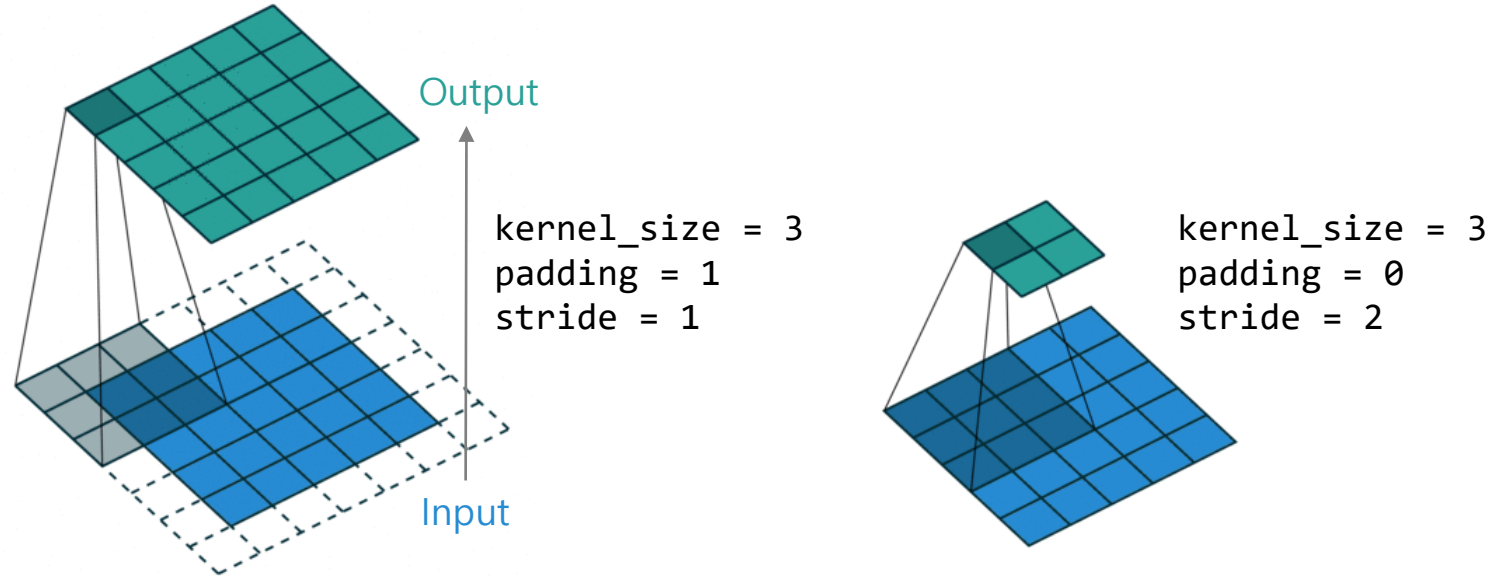 Output
kernel_size = 3
padding = 1
stride = 1
Input
kernel_size = 3
padding = 0
stride = 2